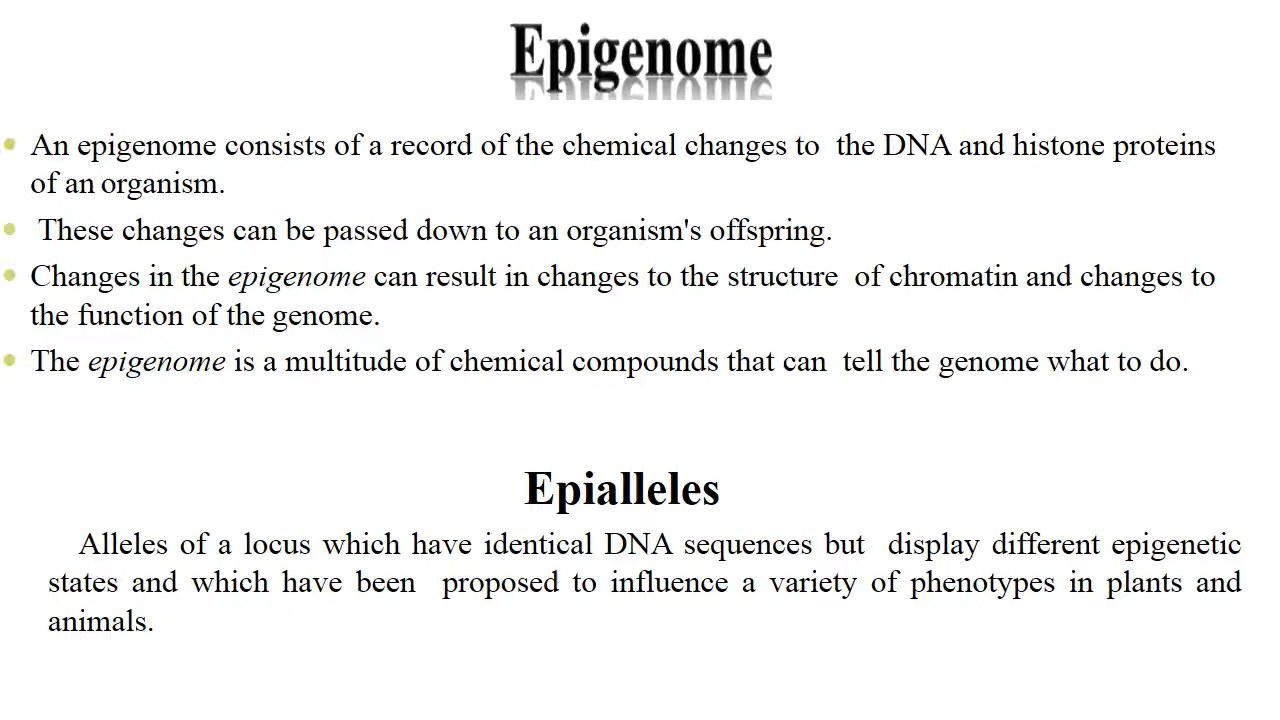 Epigenome
An epigenome consists of a record of the chemical changes to the DNA and histone proteins
of an organism.
These changes can be passed down to an organism's offspring.
Changes in the epigenome can result in changes to the structure of chromatin and changes to
the function of the genome.
The epigenome is a multitude of chemical compounds that can tell the genome what to do.
Epialleles
Alleles of a locus which have identical DNA sequences but display different epigenetic
states and which have been proposed to influence a variety of phenotypes in plants and
animals.